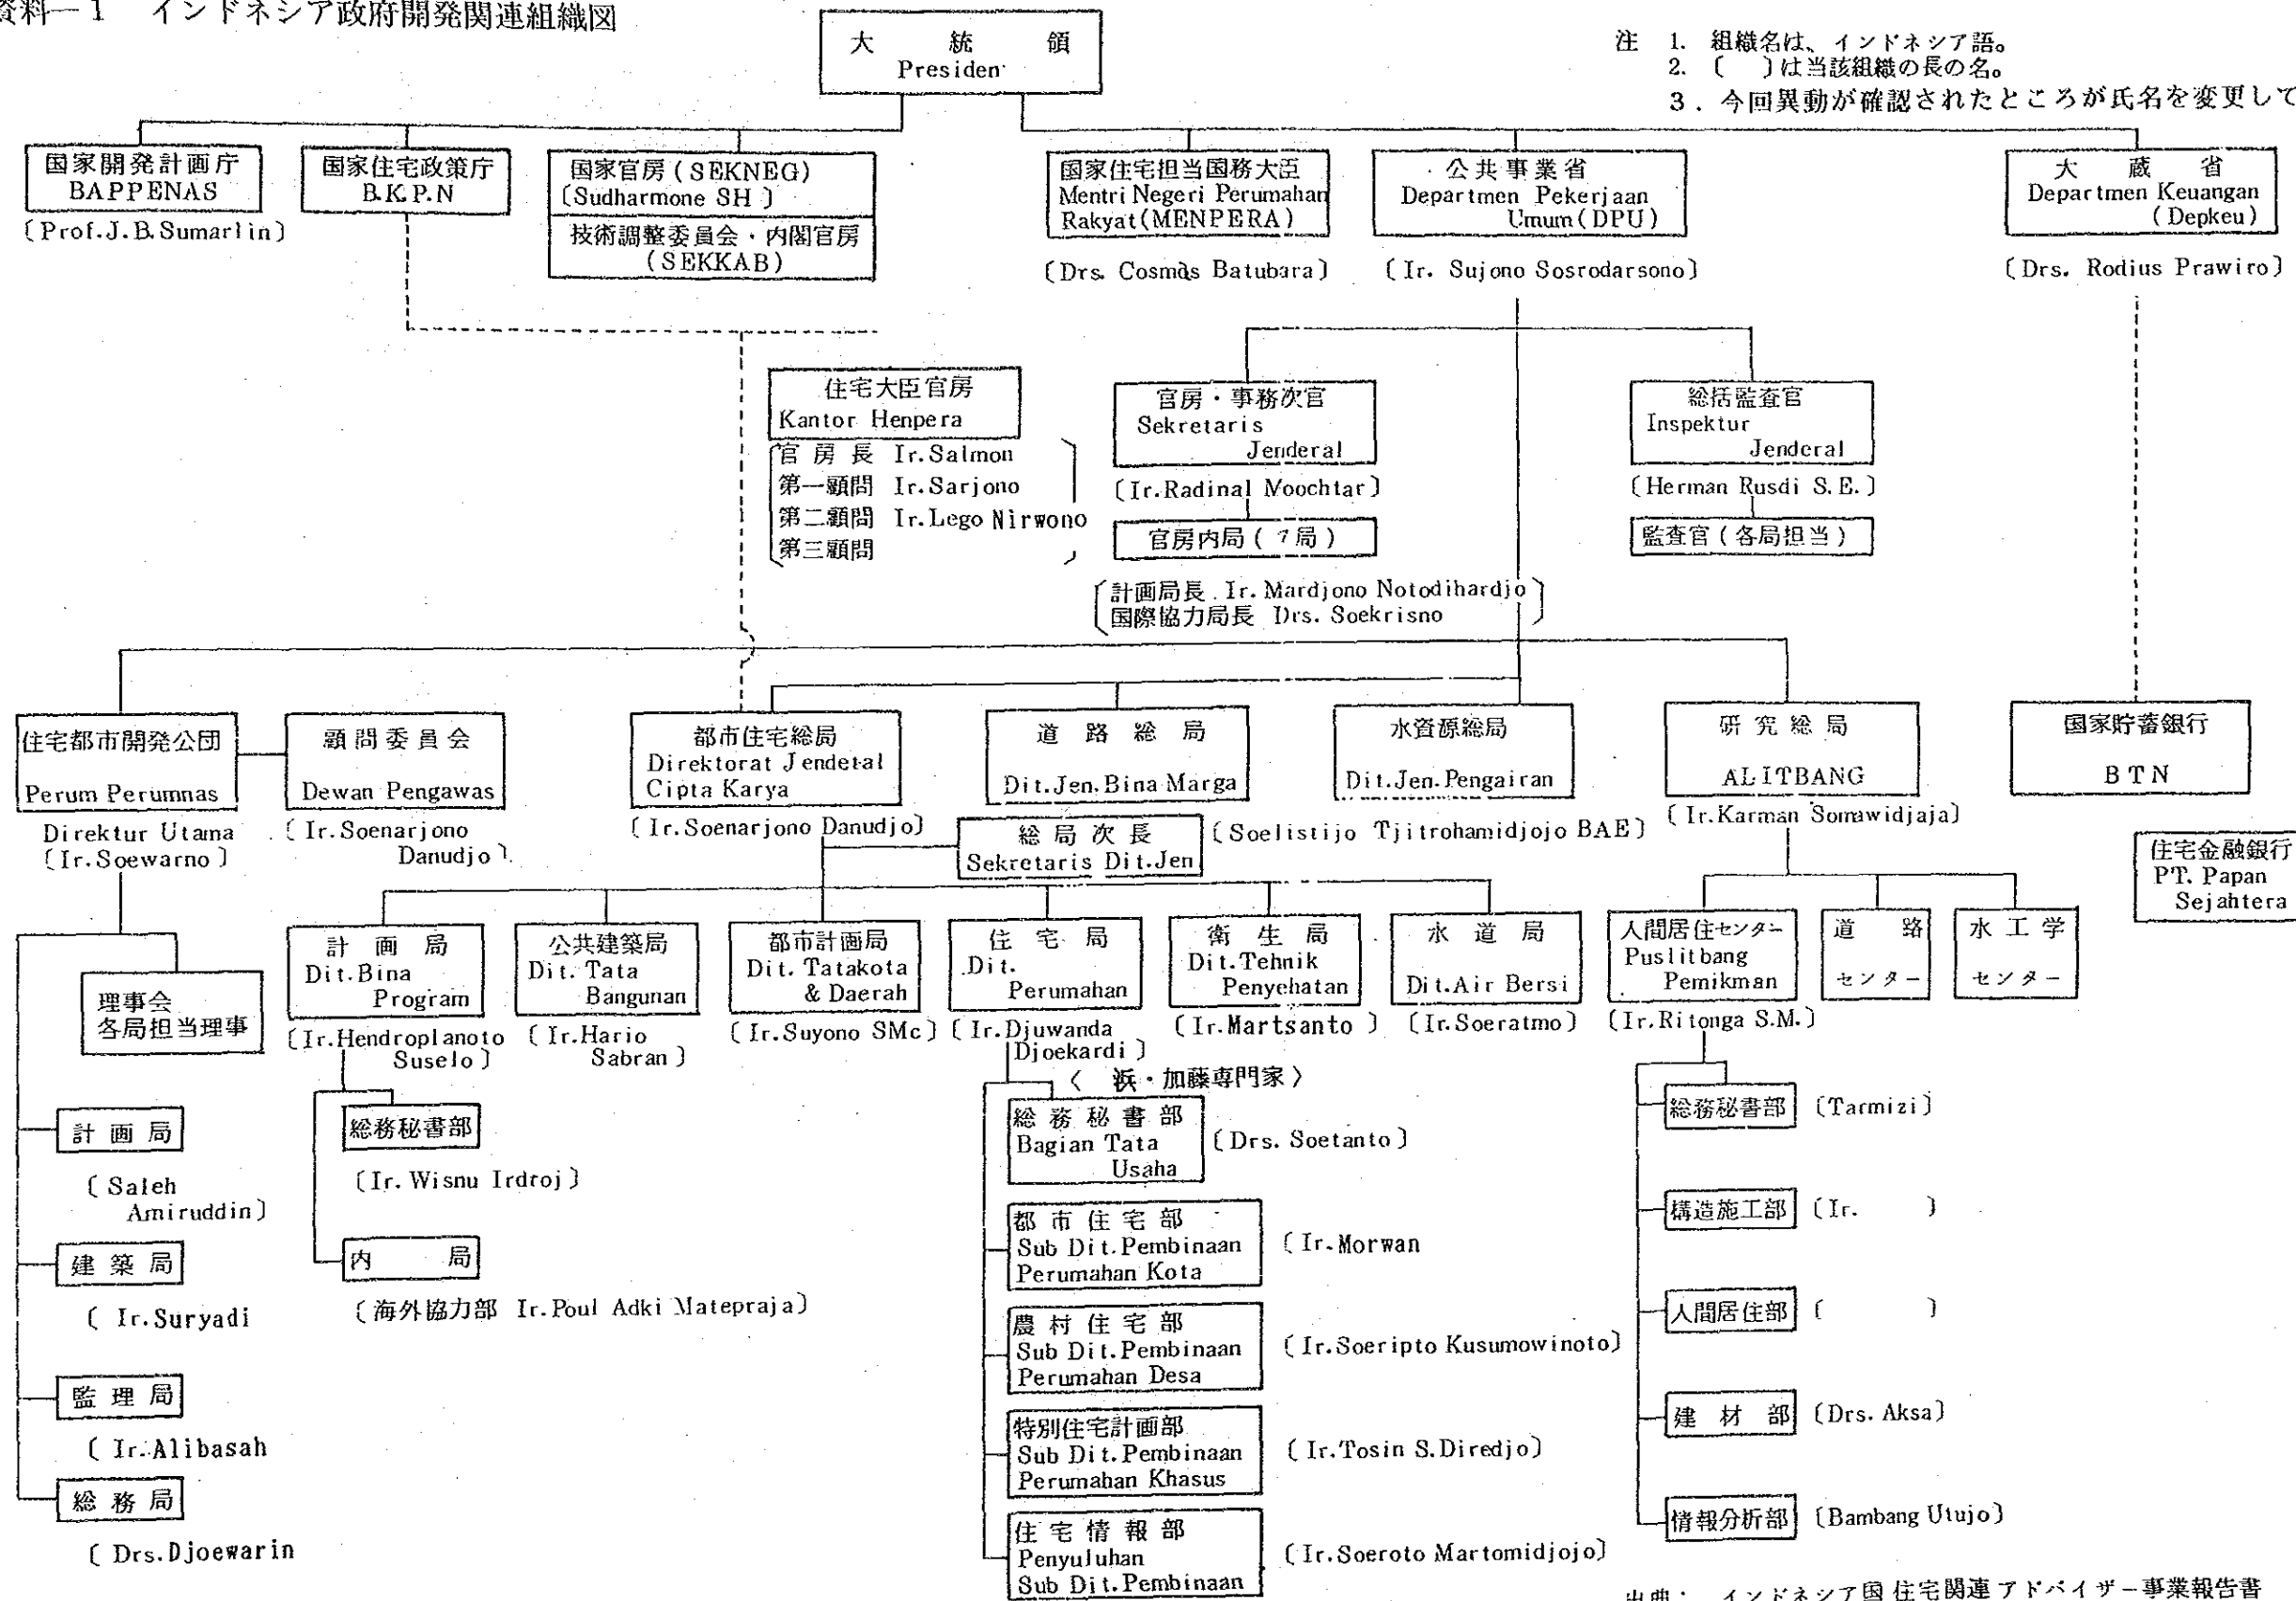 資料−1 インドネシア政府開発関連組織図
大統領
Presiden
注 1. 組織名は、インドネシア語。
2. 〔 〕は当該組織の長の名。
3. 今回異動が確認されたところが氏名を変更して
国家開発計画庁
BAPPENAS
〔Prof.J.B.Sumarlin〕
国家住宅政策庁
B.K.P.N
国家官房(SEKNEG)
〔Sudharmone SH〕
技術調整委員会・内閣官房
(SEKKAB)
国家住宅担当国務大臣
Mentri Negeri Perumahan
Rakyat(MENPERA)
〔Drs. Cosmas Batubara〕
公共事業省
Departmen Pekerjaan
Umum(DPU)
〔Ir. Sujono Sosrodarsono〕
大蔵省
Departmen Keuangan
(Depkeu)
〔Drs. Rodius Prawiro〕
住宅大臣官房
Kantor Henpera
官房長 Ir.Salmon
第一顧問 Ir.Sarjono
第二顧問 Ir.Lego Nirwono
第三顧問
官房・事務次官
Sekretaris
Jenderal
〔Ir.Radinal Moochtar〕
官房内局(7局)
〔計画局長 Ir. Mardjono Notodihardjo
国際協力局長 Drs. Soekrisno〕
総括監査官
Inspektur
Jenderal
〔Herman Rusdi S.E.〕
監査官(各局担当)
住宅都市開発公団
Perum Perumnas
Direktur Utama
〔Ir.Soewarno〕
顧問委員会
Dewan Pengawas
〔Ir.Soenarjono
Danudjo〕
都市住宅総局
Direktorat Jendetal
Cipta Karya
〔Ir.Soenarjono Danudjo〕
道路総局
Dit.Jen.Bina Marga
〔Soelistijo Tjitrohamidjojo BAE〕
水資源総局
Dit.Jen.Pengairan
研究総局
ALITBANG
〔Ir.Karman Somawidjaja〕
国家貯蓄銀行
BTN
総局次長
Sekretaris Dit.Jen
住宅金融銀行
PT. Papan
Sejahtera
理事会
各局担当理事
計画局
Dit.Bina
Program
〔Ir.Hendroplanoto
Suselo〕
公共建築局
Dit. Tata
Bangunan
〔Ir.Hario
Sabran〕
都市計画局
Dit. Tatakota
& Daerah
〔Ir.Suyono SMc〕
住宅局
Dit.
Perumahan
〔Ir.Djuwanda
Djoekardi〕
〈 浜・加藤専門家 〉
衛生局
Dit.Tehnik
Penyehatan
〔Ir.Martsanto〕
水道局
Dit.Air Bersi
〔Ir.Soeratmo〕
人間居住センター
Puslitbang
Pemikman
〔Ir.Ritonga S.M.〕
道路
センター
水工学
センター
計画局
〔Saleh
Amiruddin〕
建築局
〔Ir.Suryadi
監理局
〔Ir.Alibasah
総務局
〔Drs.Djoewarin
総務秘書部
〔Ir. Wisnu Irdroj〕
内局
〔海外協力部 Ir.Poul Adki Matepraja〕
総務秘書部
Bagian Tata
Usaha
〔Drs. Soetanto〕
都市住宅部
Sub Dit.Pembinaan
Perumahan Kota
〔Ir.Morwan
農村住宅部
Sub Dit.Pembinaan
Perumahan Desa
〔Ir.Soeripto Kusumowinoto〕
特別住宅計画部
Sub Dit.Pembinaan
Perumahan Khasus
〔Ir.Tosin S.Diredjo〕
住宅情報部
Penyuluhan
Sub Dit.Pembinaan
〔Ir.Soeroto Martomidjojo〕
総務秘書部 〔Tarmizi〕
構造施工部 〔Ir. 〕
人間居住部 〔 〕
建材部 〔Drs. Aksa〕
情報分析部 〔Bambang Utujo〕
出典: インドネシア国住宅関連アドバイザー事業報告書